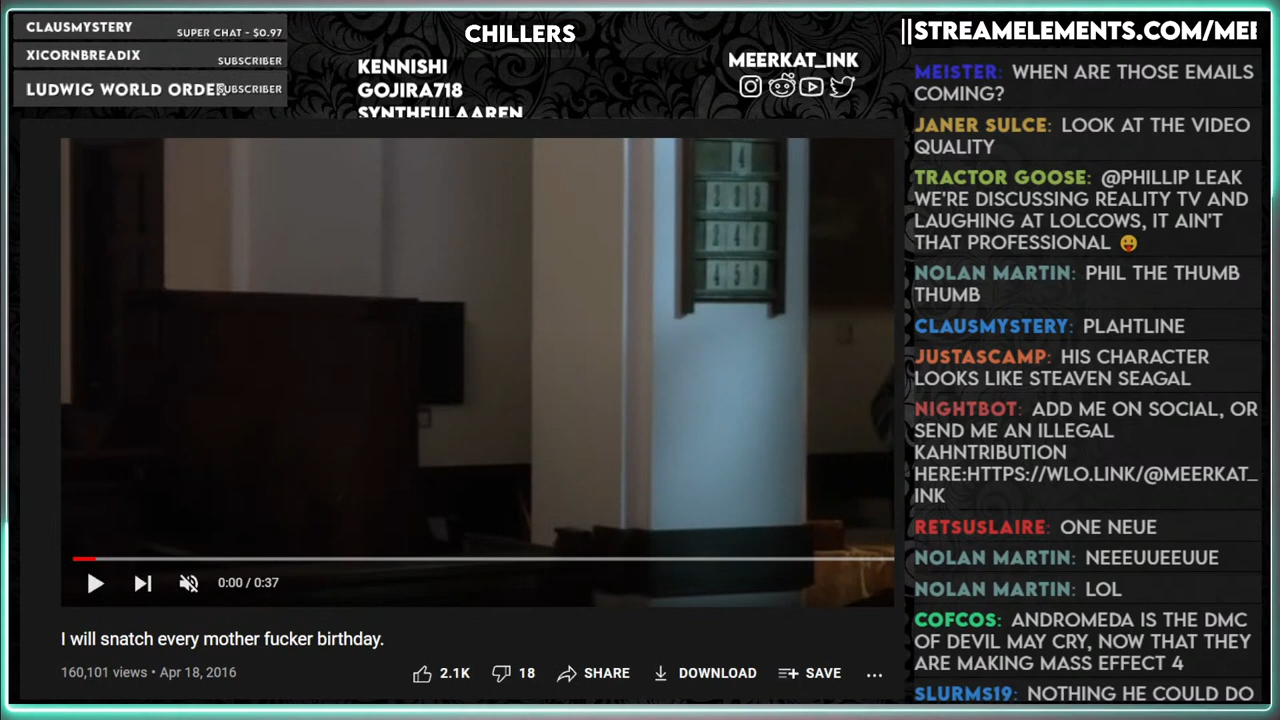 CLAUSMYSTERY
SUPER CHAT - $0.97
XICORNBREADIX
SUBSCRIBER
LUDWIG WORLD ORDER
SUBSCRIBER
CHILLERS
KENNISHI
GOJIRA718
SYNTHFULAAREN
MEERKAT_INK
||STREAMELEMENTS.COM/MEE
4
459
0:00 / 0:37
I will snatch every mother fucker birthday.
160,101 views • Apr 18, 2016
2.1K
18
SHARE
DOWNLOAD
SAVE
MEISTER: WHEN ARE THOSE EMAILS
COMING?
JANER SULCE: LOOK AT THE VIDEO
QUALITY
TRACTOR GOOSE: @PHILLIP LEAK
WE'RE DISCUSSING REALITY TV AND
LAUGHING AT LOLCOWS, IT AIN'T
THAT PROFESSIONAL 😛
NOLAN MARTIN: PHIL THE THUMB
THUMB
CLAUSMYSTERY: PLAHTLINE
JUSTASCAMP: HIS CHARACTER
LOOKS LIKE STEAVEN SEAGAL
NIGHTBOT: ADD ME ON SOCIAL, OR
SEND ME AN ILLEGAL
KAHNTRIBUTION
HERE:HTTPS://WLO.LINK/@MEERKAT_
INK
RETSUSLAIRE: ONE NEUE
NOLAN MARTIN: NEEEUUEEUUE
NOLAN MARTIN: LOL
COFCOS: ANDROMEDA IS THE DMC
OF DEVIL MAY CRY, NOW THAT THEY
ARE MAKING MASS EFFECT 4
SLURMS19: NOTHING HE COULD DO